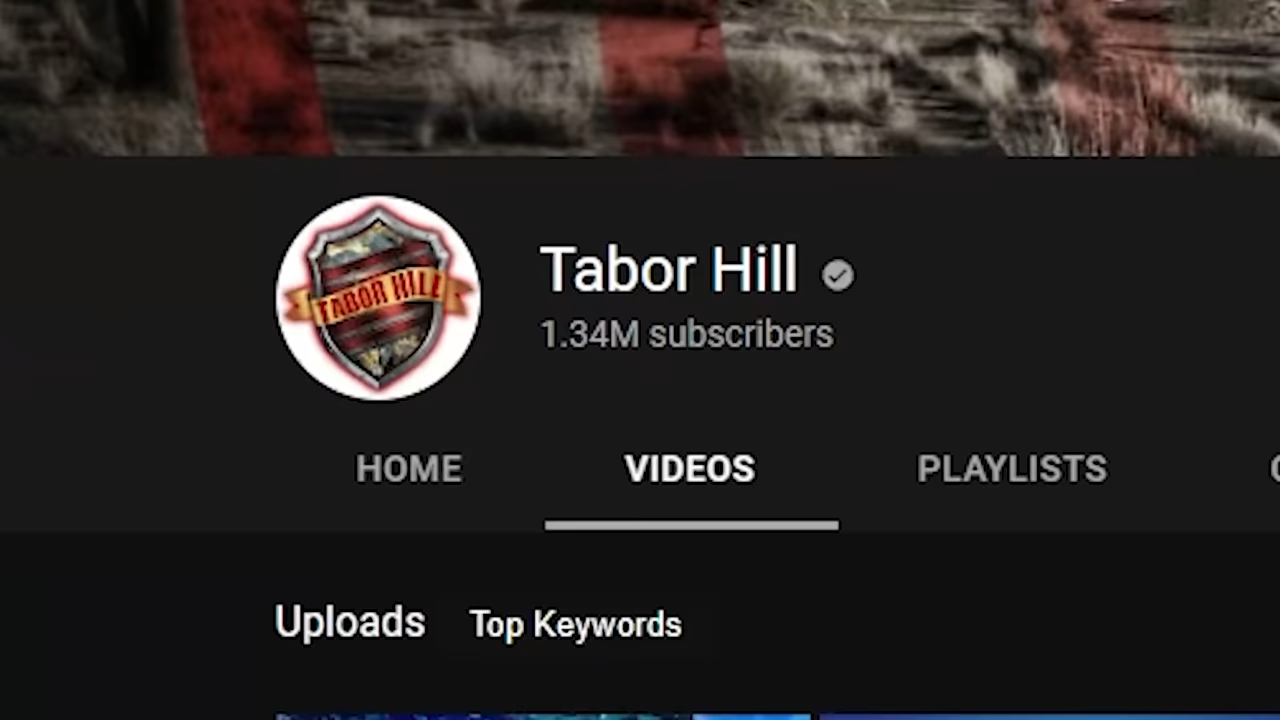 TABOR HILL
Tabor Hill
1.34M subscribers
HOME VIDEOS PLAYLISTS
Uploads Top Keywords